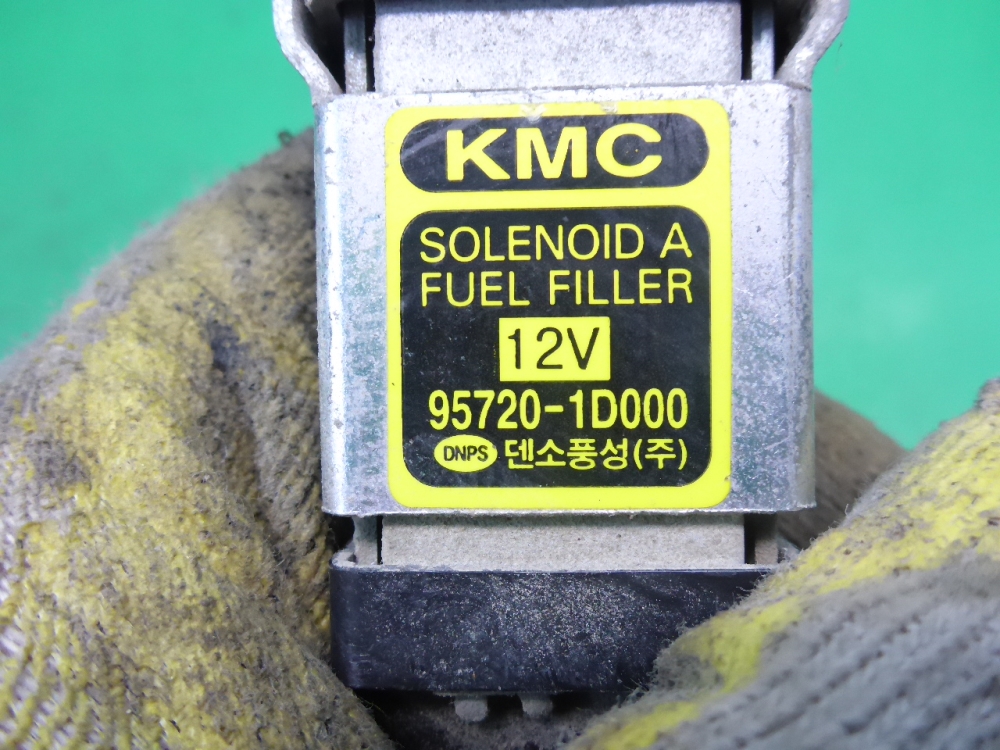 KMC
SOLENOID A
FUEL FILLER
12V
95720-1D000
DNPS 덴소풍성(주)